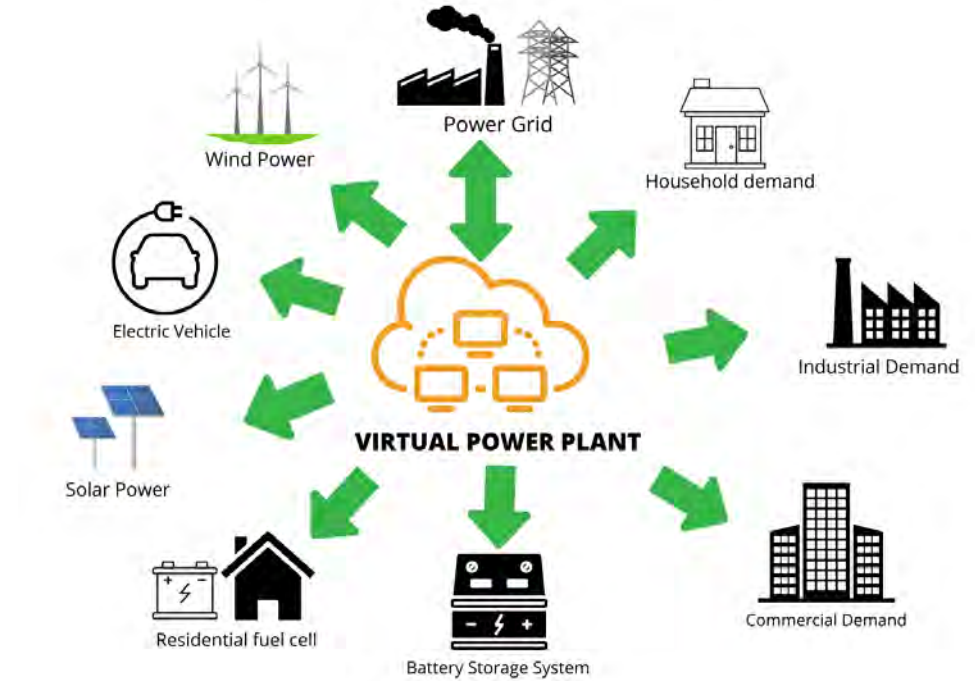 Power Grid
Wind Power
Household demand
Electric Vehicle
Industrial Demand
VIRTUAL POWER PLANT
Solar Power
Commercial Demand
Residential fuel cell
Battery Storage System